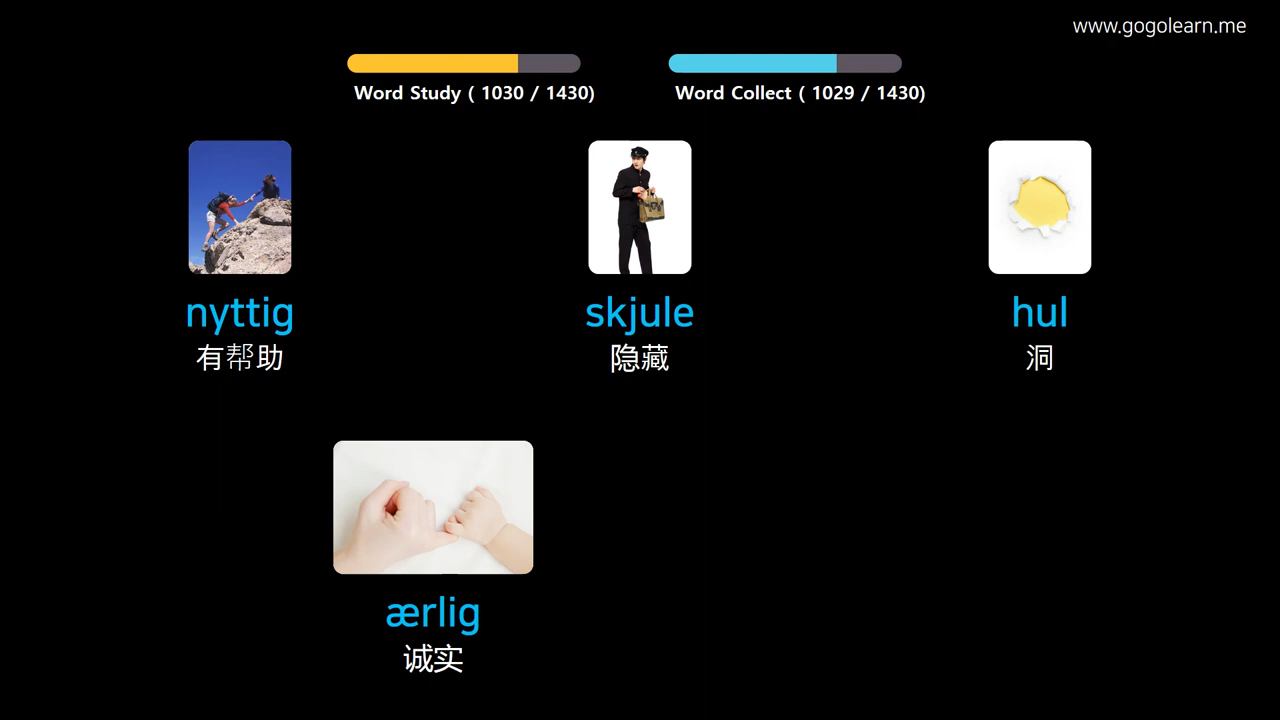 www.gogolearn.me
Word Study ( 1030 / 1430)
Word Collect ( 1029 / 1430)
nyttig
有帮助
skjule
隐藏
hul
洞
ærlig
诚实